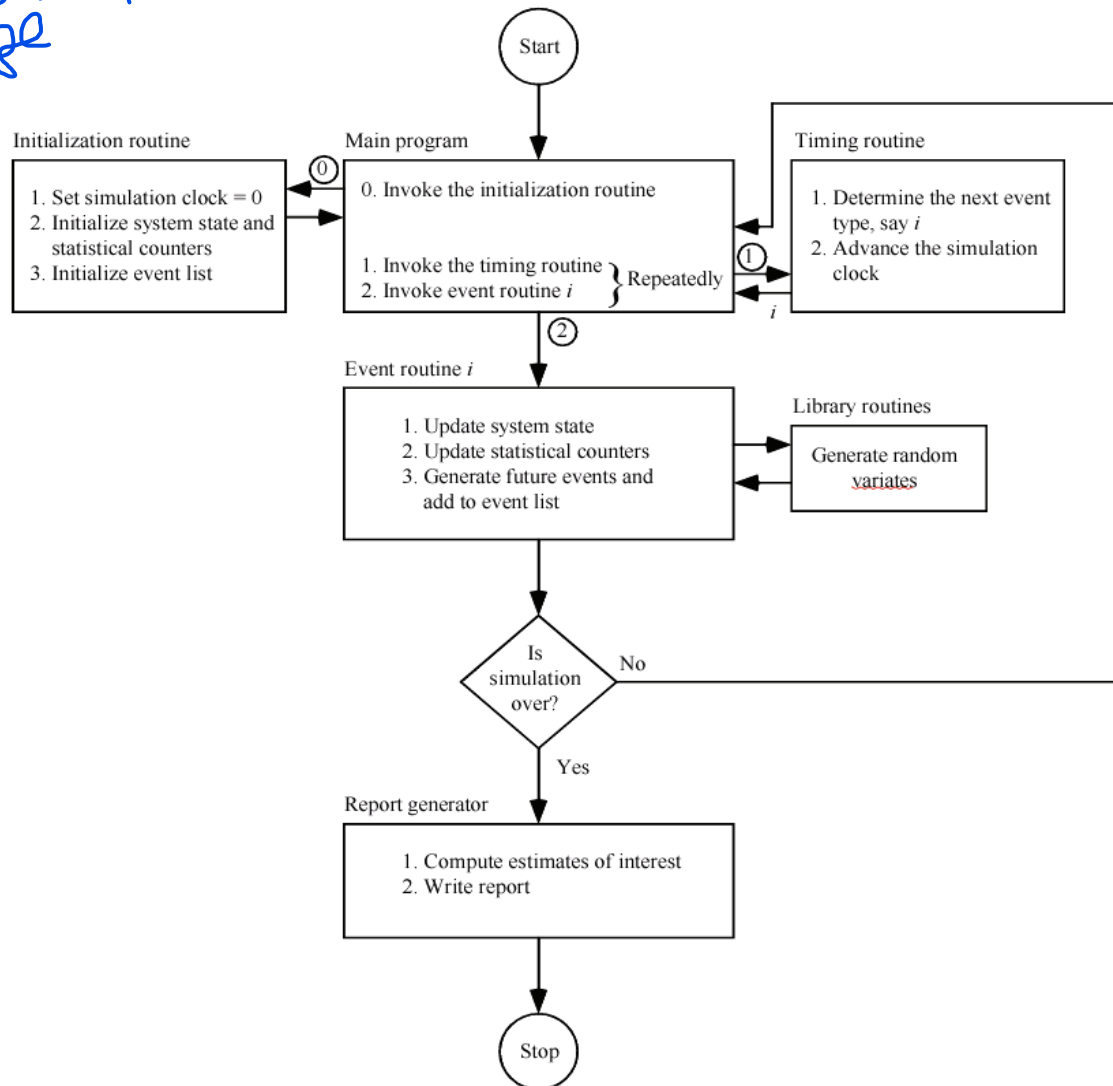 Start
Initialization routine
1. Set simulation clock = 0
2. Initialize system state and
statistical counters
3. Initialize event list
0
Main program
0. Invoke the initialization routine
1. Invoke the timing routine
2. Invoke event routine i
Repeatedly
Timing routine
1. Determine the next event
type, say i
2. Advance the simulation
clock
1
i
2
Event routine i
1. Update system state
2. Update statistical counters
3. Generate future events and
add to event list
Library routines
Generate random
variates
Is
simulation
over?
No
Yes
Report generator
1. Compute estimates of interest
2. Write report
Stop